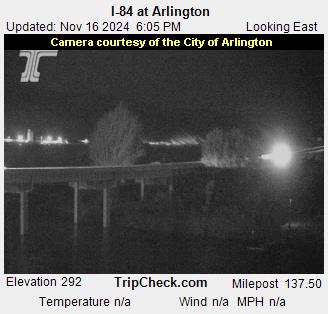 I-84 at Arlington
Updated: Nov 16 2024 6:05 PM Looking East
Camera courtesy of the City of Arlington
Elevation 292 TripCheck.com Milepost 137.50
Temperature n/a Wind n/a MPH n/a